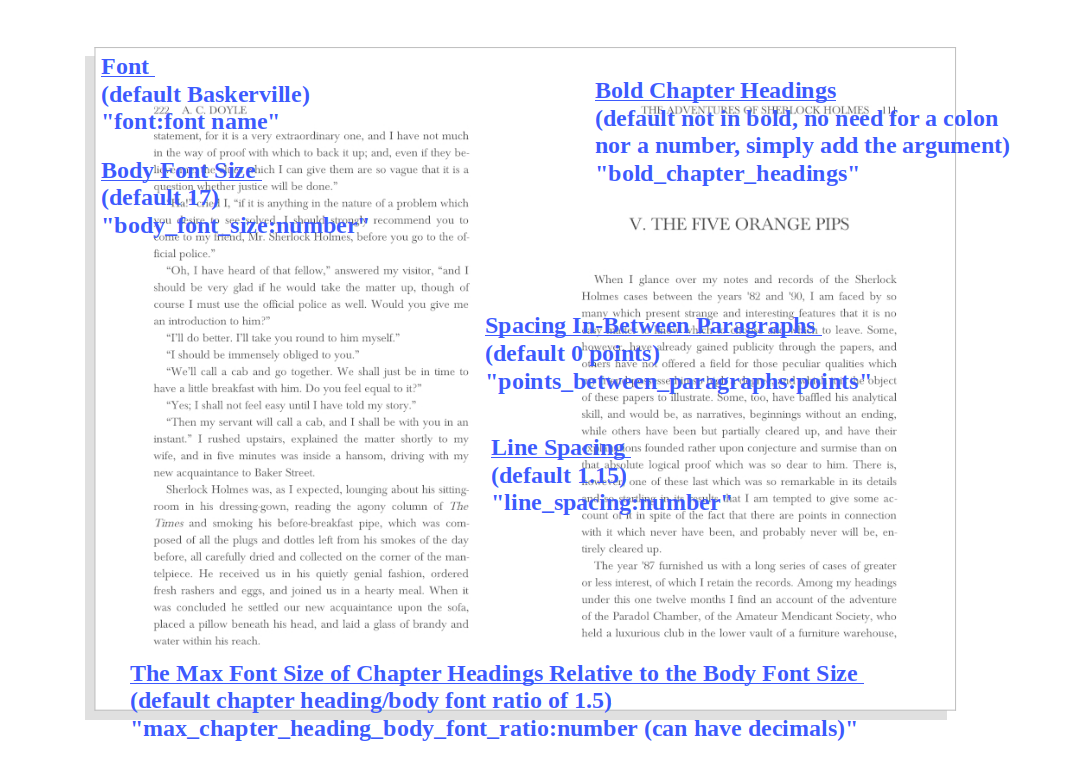 Font
(default Baskerville)
"font:font name"
Body Font Size
(default 17)
"body_font_size:number"
222 A. C. DOYLE
statement, for it is a very extraordinary one, and I have not much
in the way of proof with which to back it up; and, even if they be-
which I can give them are so vague that it is a
question whether justice will be done.”
“Ha!” cried I, “if it is anything in the nature of a problem which
you desire to see solved, I should strongly recommend you to
come to my friend, Mr. Sherlock Holmes, before you go to the of-
ficial police.”
“Oh, I have heard of that fellow,” answered my visitor, “and I
should be very glad if he would take the matter up, though of
course I must use the official police as well. Would you give me
an introduction to him?”
“I’ll do better. I’ll take you round to him myself.”
“I should be immensely obliged to you.”
“We’ll call a cab and go together. We shall just be in time to
have a little breakfast with him. Do you feel equal to it?”
“Yes; I shall not feel easy until I have told my story.”
“Then my servant will call a cab, and I shall be with you in an
instant.” I rushed upstairs, explained the matter shortly to my
wife, and in five minutes was inside a hansom, driving with my
new acquaintance to Baker Street.
Sherlock Holmes was, as I expected, lounging about his sitting-
room in his dressing-gown, reading the agony column of The
Times and smoking his before-breakfast pipe, which was com-
posed of all the plugs and dottles left from his smokes of the day
before, all carefully dried and collected on the corner of the man-
telpiece. He received us in his quietly genial fashion, ordered
fresh rashers and eggs, and joined us in a hearty meal. When it
was concluded he settled our new acquaintance upon the sofa,
placed a pillow beneath his head, and laid a glass of brandy and
water within his reach.
Bold Chapter Headings
(default not in bold, no need for a colon
nor a number, simply add the argument)
"bold_chapter_headings"
THE ADVENTURES OF SHERLOCK HOLMES 111
V. THE FIVE ORANGE PIPS
When I glance over my notes and records of the Sherlock
Holmes cases between the years ’82 and ’90, I am faced by so
many which present strange and interesting features that it is no
to leave. Some,
however, have already gained publicity through the papers, and
others have not offered a field for those peculiar qualities which
the object
of these papers to illustrate. Some, too, have baffled his analytical
skill, and would be, as narratives, beginnings without an ending,
while others have been but partially cleared up, and have their
explanations founded rather upon conjecture and surmise than on
that absolute logical proof which was so dear to him. There is,
however, one of these last which was so remarkable in its details
and so startling in its results that I am tempted to give some ac-
count of it in spite of the fact that there are points in connection
with it which never have been, and probably never will be, en-
tirely cleared up.
The year ’87 furnished us with a long series of cases of greater
or less interest, of which I retain the records. Among my headings
under this one twelve months I find an account of the adventure
of the Paradol Chamber, of the Amateur Mendicant Society, who
held a luxurious club in the lower vault of a furniture warehouse,
Spacing In-Between Paragraphs
(default 0 points)
"points_between_paragraphs:points"
Line Spacing
(default 1.15)
"line_spacing:number"
The Max Font Size of Chapter Headings Relative to the Body Font Size
(default chapter heading/body font ratio of 1.5)
"max_chapter_heading_body_font_ratio:number (can have decimals)"